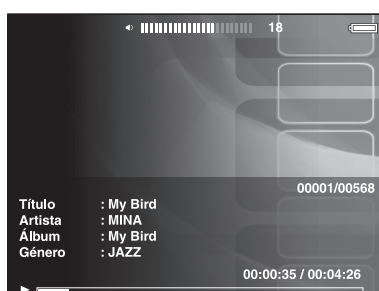 18
00001/00568
Título : My Bird
Artista : MINA
Álbum : My Bird
Género : JAZZ
00:00:35 / 00:04:26